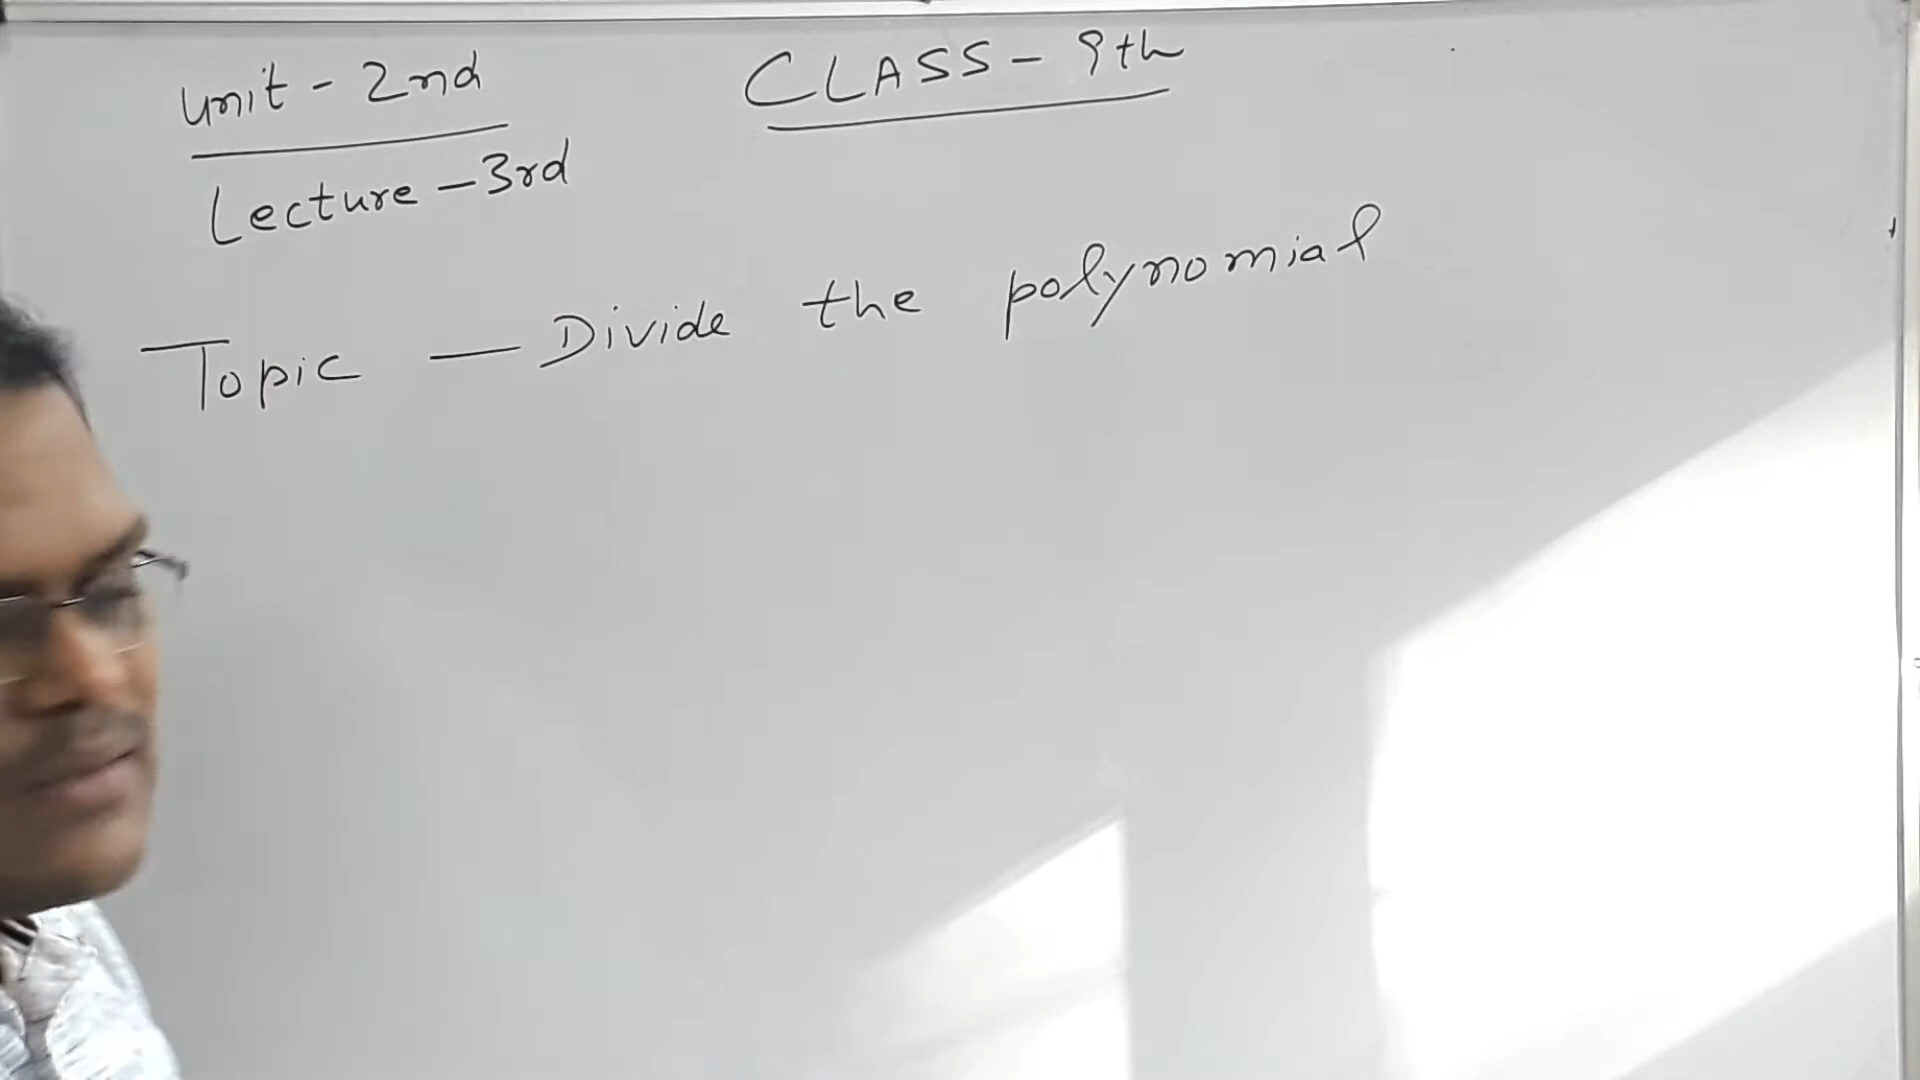 Unit - 2nd
CLASS - 9th
Lecture - 3rd
Topic — Divide the polynomial